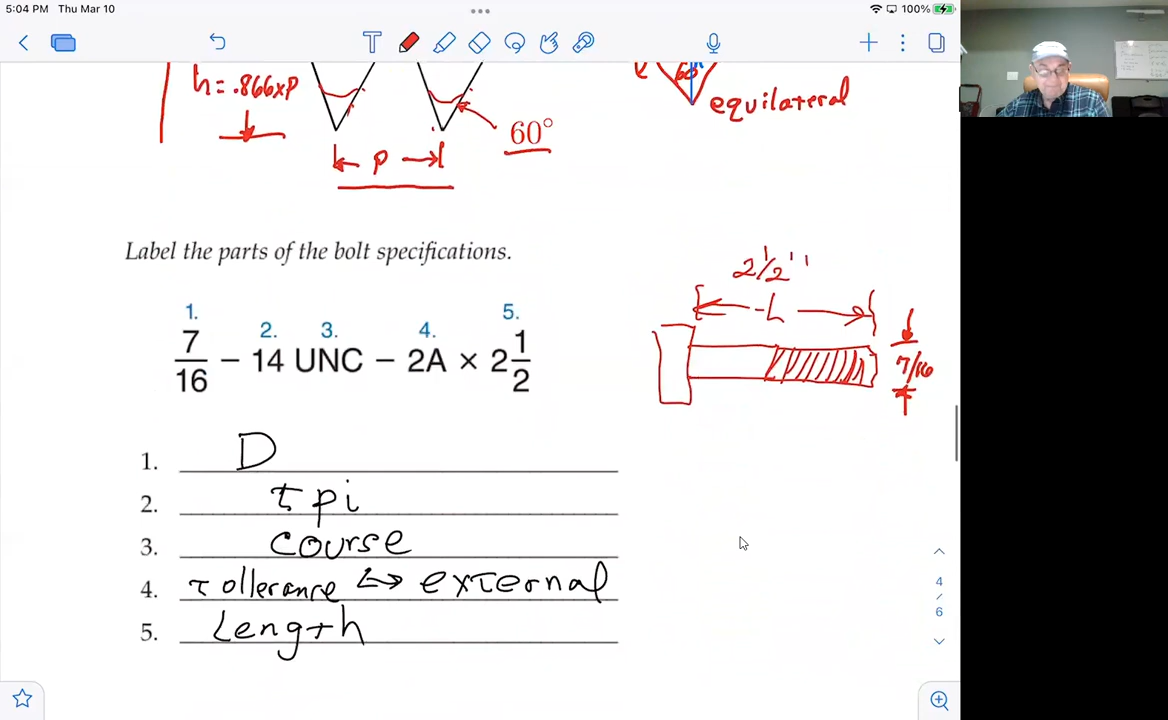 5:04 PM Thu Mar 10
100%
h = .866xP
60°
P
60°
equilateral
Label the parts of the bolt specifications.
1. 2. 3. 4. 5.
7/16 – 14 UNC – 2A × 2 1/2
2 1/2''
L
7/16
1. D
2. tpi
3. course
4. tollerance ↔ external
5. Length
4
/
6